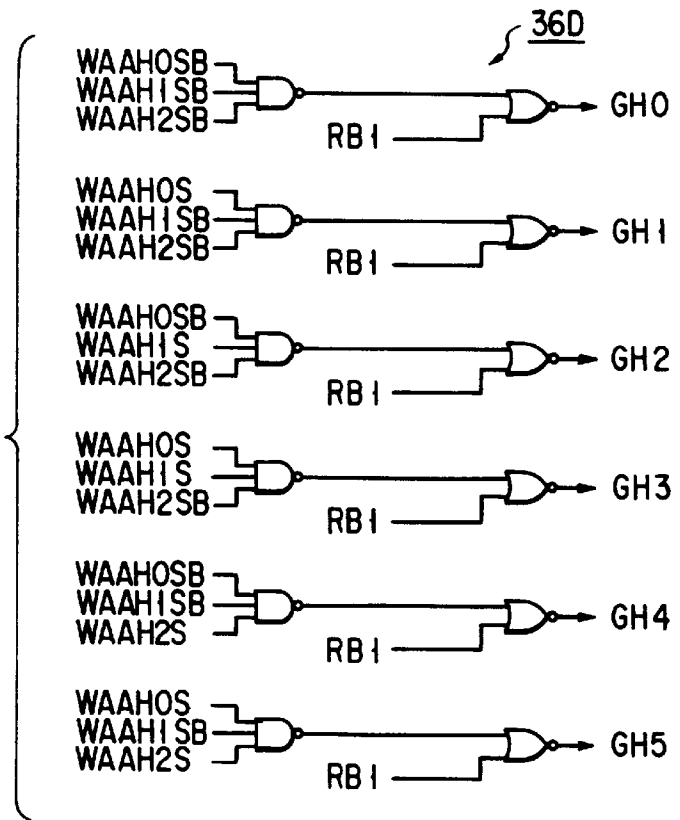 36D
WAAH0SB
WAAH1SB
WAAH2SB
RB1
GH0
WAAH0S
WAAH1SB
WAAH2SB
RB1
GH1
WAAH0SB
WAAH1S
WAAH2SB
RB1
GH2
WAAH0S
WAAH1S
WAAH2SB
RB1
GH3
WAAH0SB
WAAH1SB
WAAH2S
RB1
GH4
WAAH0S
WAAH1SB
WAAH2S
RB1
GH5